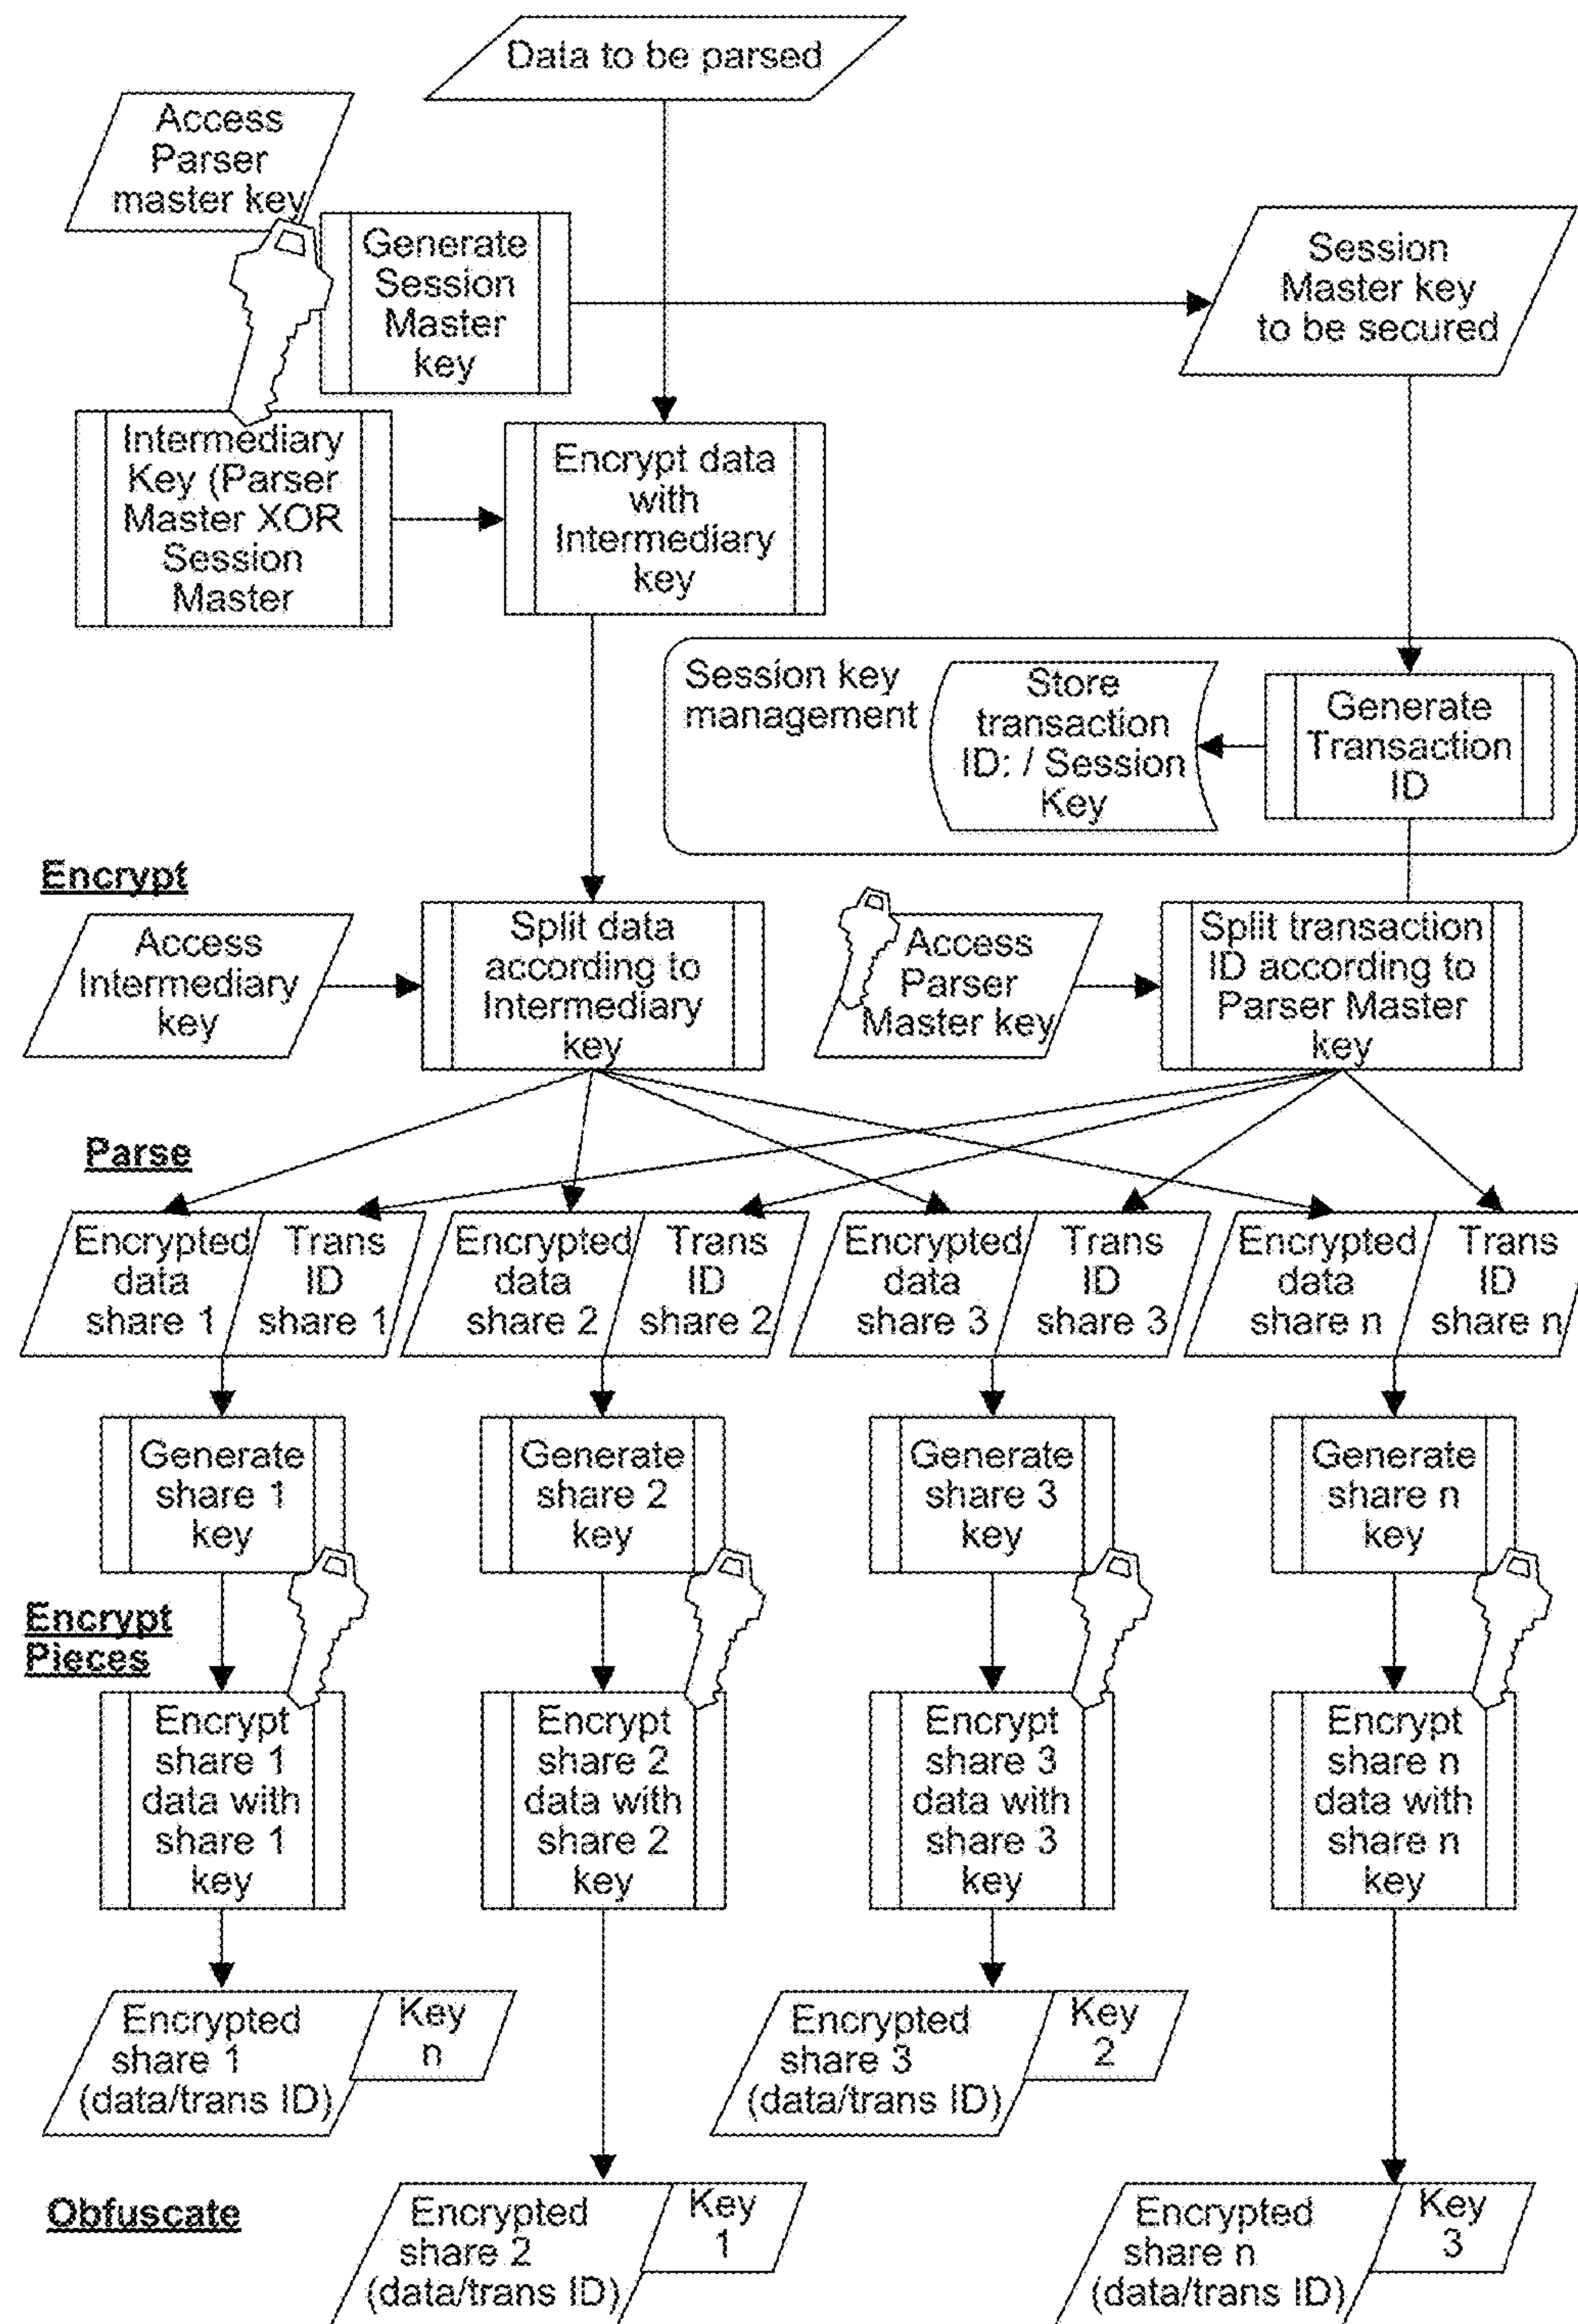 Data to be parsed
Access
Parser
master key
Generate
Session
Master
key
Session
Master key
to be secured
Intermediary
Key (Parser
Master XOR
Session
Master
Encrypt data
with
Intermediary
key
Session key
management
Store
transaction
ID: / Session
Key
Generate
Transaction
ID
Encrypt
Access
Intermediary
key
Split data
according to
Intermediary
key
Access
Parser
Master key
Split transaction
ID according to
Parser Master
key
Parse
Encrypted
data
share 1
Trans
ID
share 1
Encrypted
data
share 2
Trans
ID
share 2
Encrypted
data
share 3
Trans
ID
share 3
Encrypted
data
share n
Trans
ID
share n
Generate
share 1
key
Generate
share 2
key
Generate
share 3
key
Generate
share n
key
Encrypt
Pieces
Encrypt
share 1
data with
share 1
key
Encrypt
share 2
data with
share 2
key
Encrypt
share 3
data with
share 3
key
Encrypt
share n
data with
share n
key
Encrypted
share 1
(data/trans ID)
Key
n
Encrypted
share 3
(data/trans ID)
Key
2
Obfuscate
Encrypted
share 2
(data/trans ID)
Key
1
Encrypted
share n
(data/trans ID)
Key
3